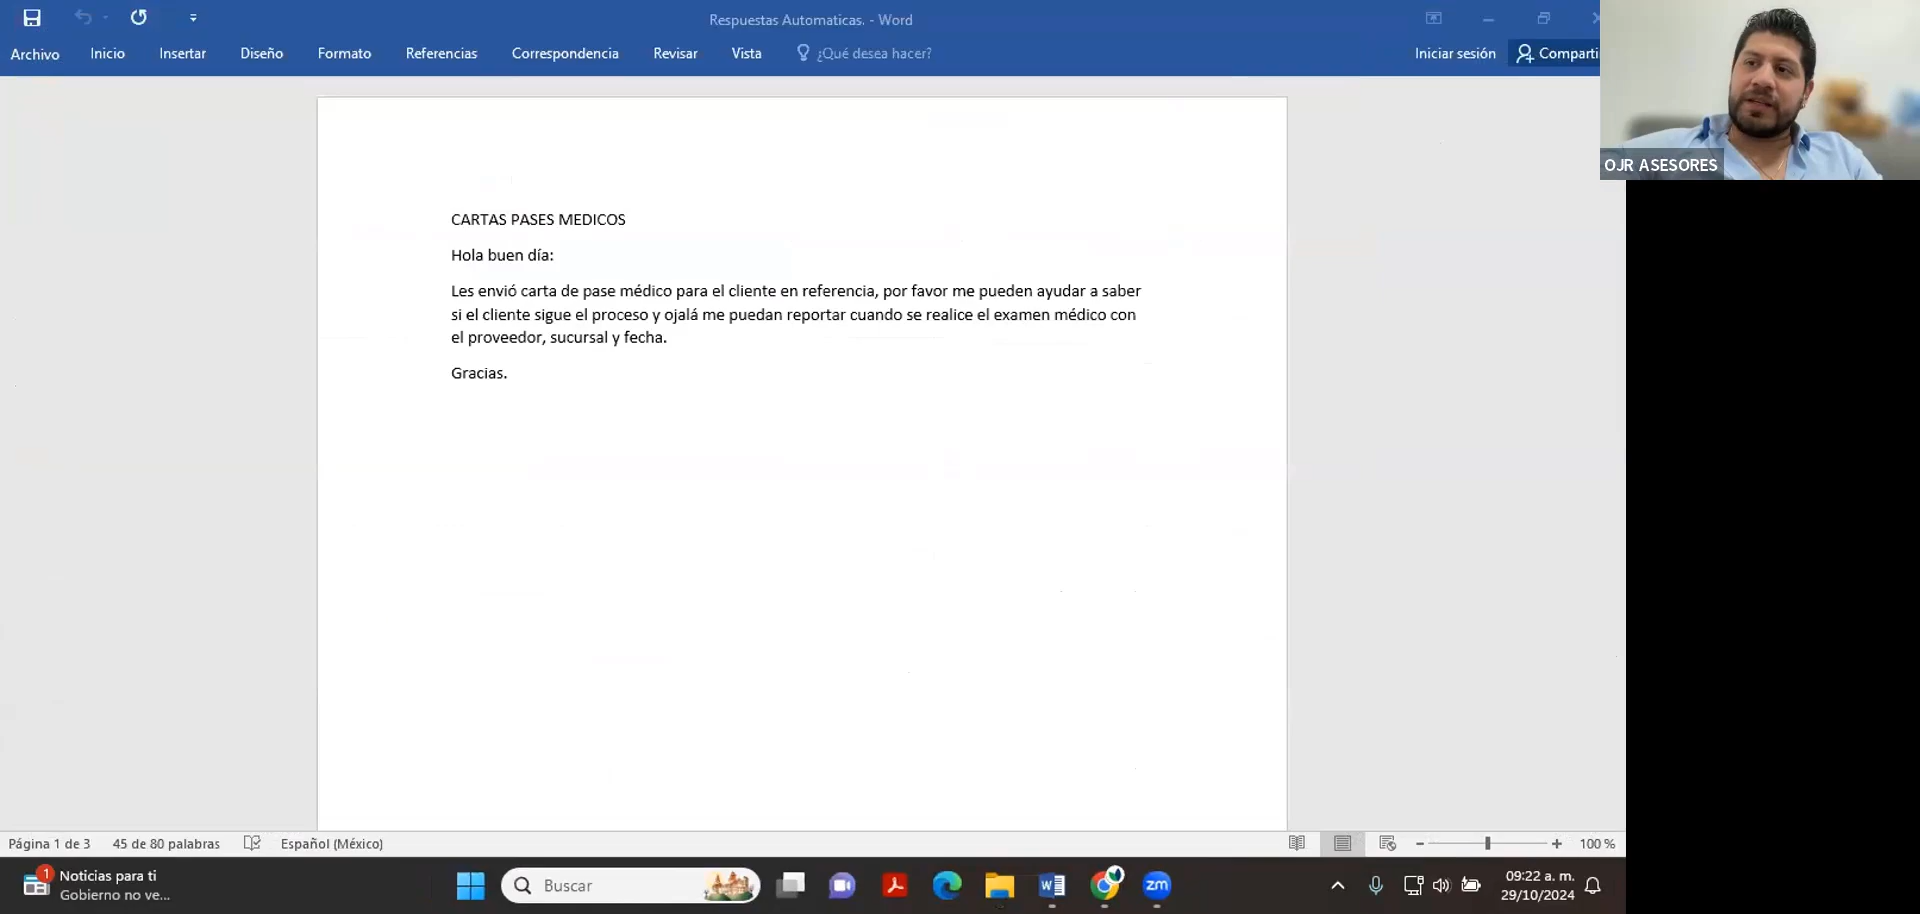 Respuestas Automaticas. - Word
Archivo Inicio Insertar Diseño Formato Referencias Correspondencia Revisar Vista ¿Qué desea hacer? Iniciar sesión Comparti
OJR ASESORES
CARTAS PASES MEDICOS
Hola buen día:
Les envió carta de pase médico para el cliente en referencia, por favor me pueden ayudar a saber
si el cliente sigue el proceso y ojalá me puedan reportar cuando se realice el examen médico con
el proveedor, sucursal y fecha.
Gracias.
Página 1 de 3 45 de 80 palabras Español (México) 100 %
1 Noticias para ti
Gobierno no ve...
Buscar
zm
09:22 a. m.
29/10/2024